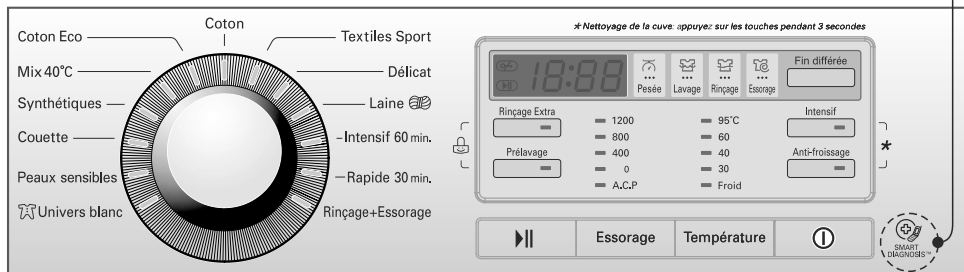 * Nettoyage de la cuve: appuyez sur les touches pendant 3 secondes
Coton
Coton Eco
Textiles Sport
Mix 40°C
Délicat
Synthétiques
Laine
Couette
Intensif 60 min.
Peaux sensibles
Rapide 30 min.
Univers blanc
Rinçage+Essorage
18:88
Pesée
Lavage
Rinçage
Essorage
Fin différée
Rinçage Extra
Prélavage
1200
800
400
0
A.C.P
95°C
60
40
30
Froid
Intensif
Anti-froissage
*
Essorage
Température
SMART
DIAGNOSIS™